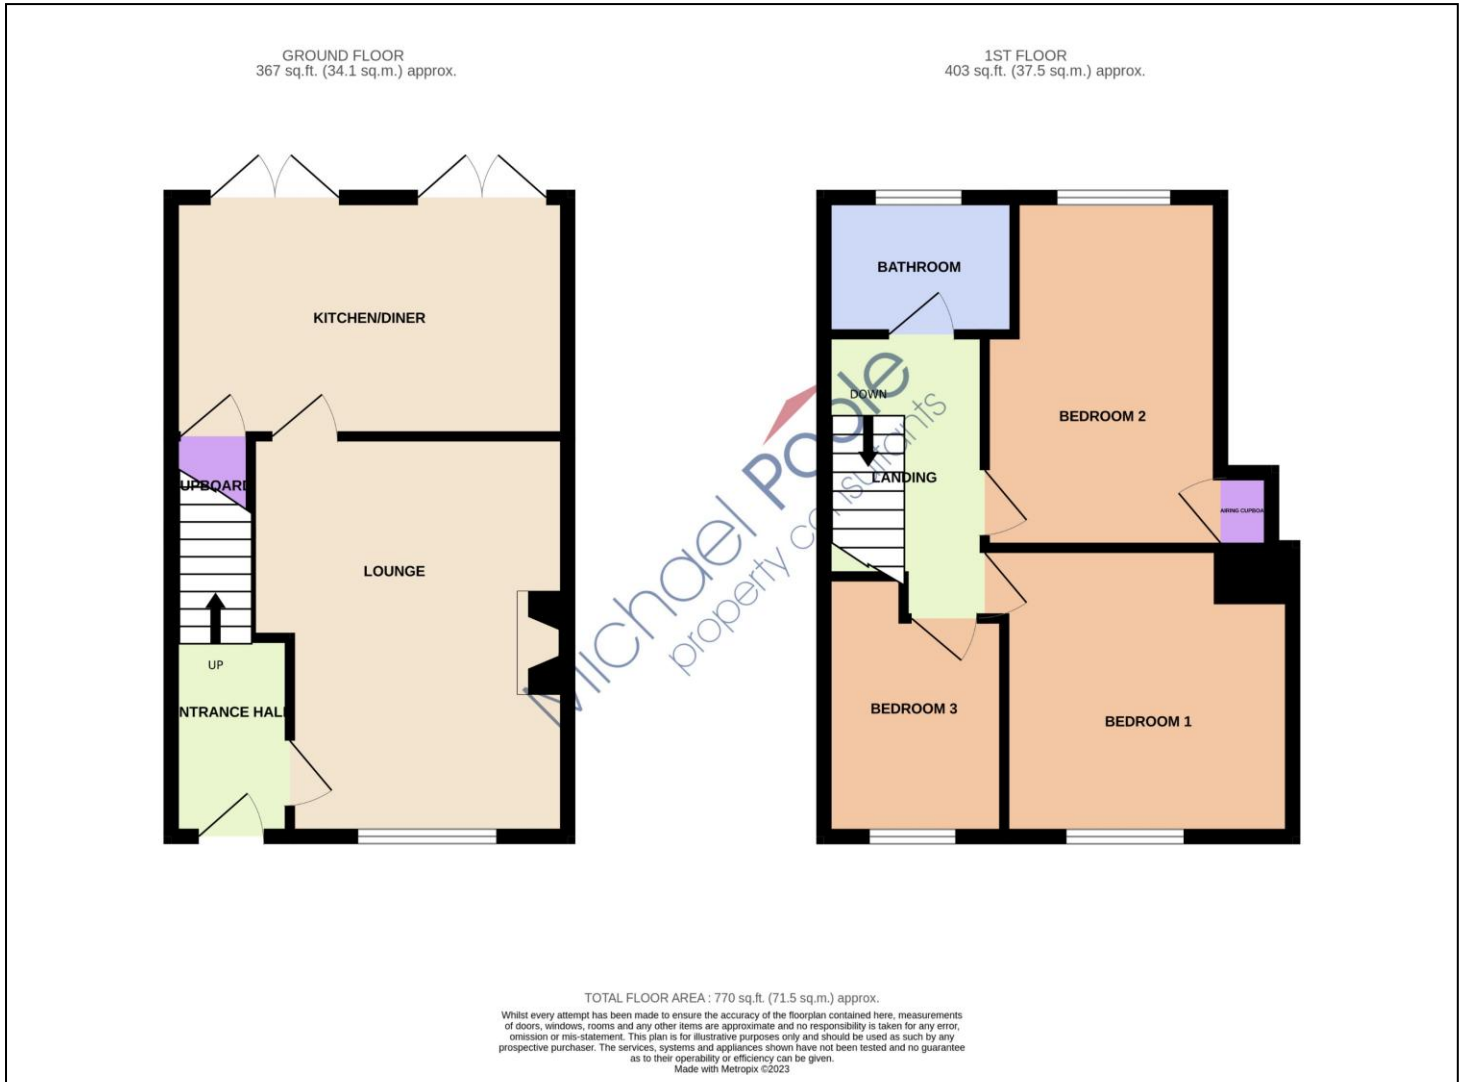 GROUND FLOOR
367 sq.ft. (34.1 sq.m.) approx.
1ST FLOOR
403 sq.ft. (37.5 sq.m.) approx.
KITCHEN/DINER
UPBOARD
LOUNGE
UP
NTRANCE HAL
BATHROOM
DOWN
BEDROOM 2
LANDING
AIRING CUPBOA
BEDROOM 3
BEDROOM 1
Michael Poole
property consultants
TOTAL FLOOR AREA : 770 sq.ft. (71.5 sq.m.) approx.
Whilst every attempt has been made to ensure the accuracy of the floorplan contained here, measurements
of doors, windows, rooms and any other items are approximate and no responsibility is taken for any error,
omission or mis-statement. This plan is for illustrative purposes only and should be used as such by any
prospective purchaser. The services, systems and appliances shown have not been tested and no guarantee
as to their operability or efficiency can be given.
Made with Metropix ©2023